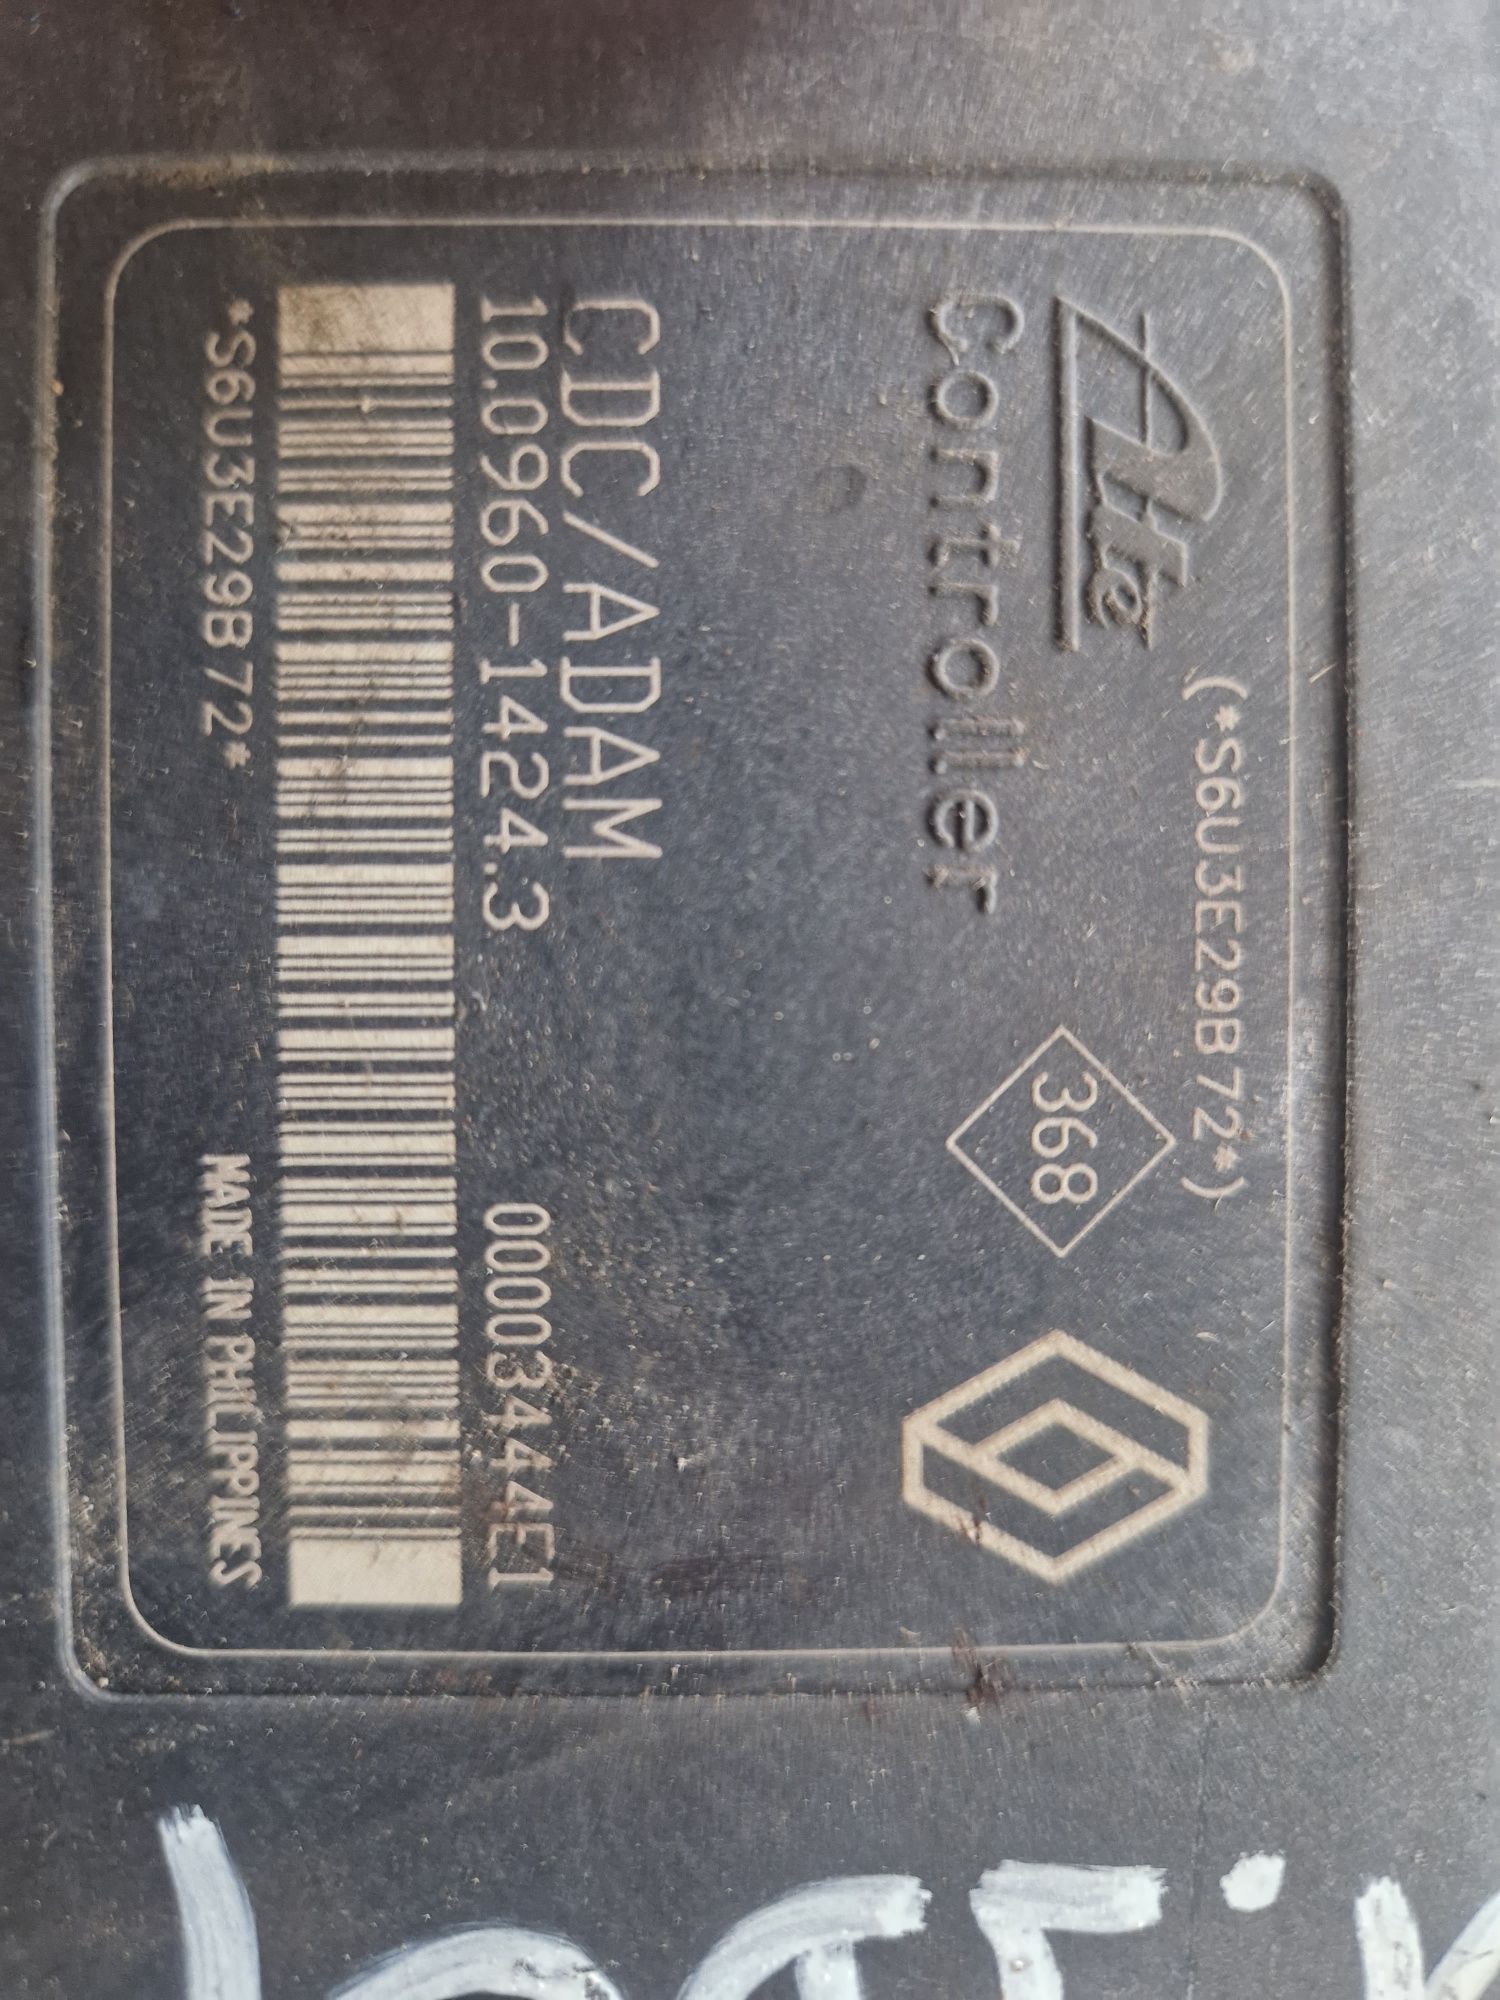 (*S6U3E29B72*)
Ate
Controller
368
CDC/ADAM
10.0960-1424.3 00003444E1
*S6U3E29B72* MADE IN PHILIPPINES